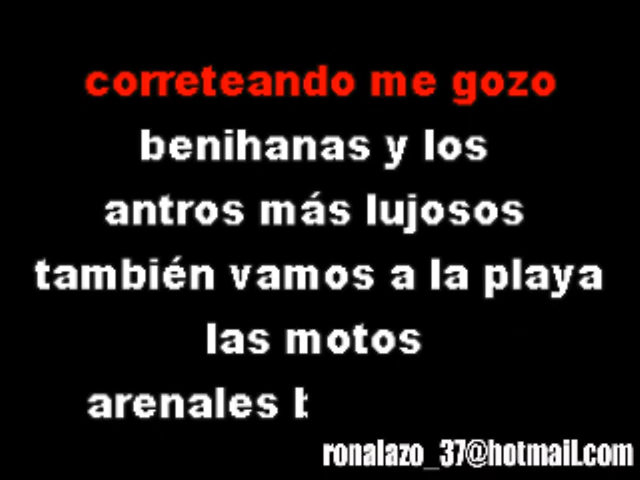 correteando me gozo
benihanas y los
antros más lujosos
también vamos a la playa
las motos
arenales
ronalazo_37@hotmail.com